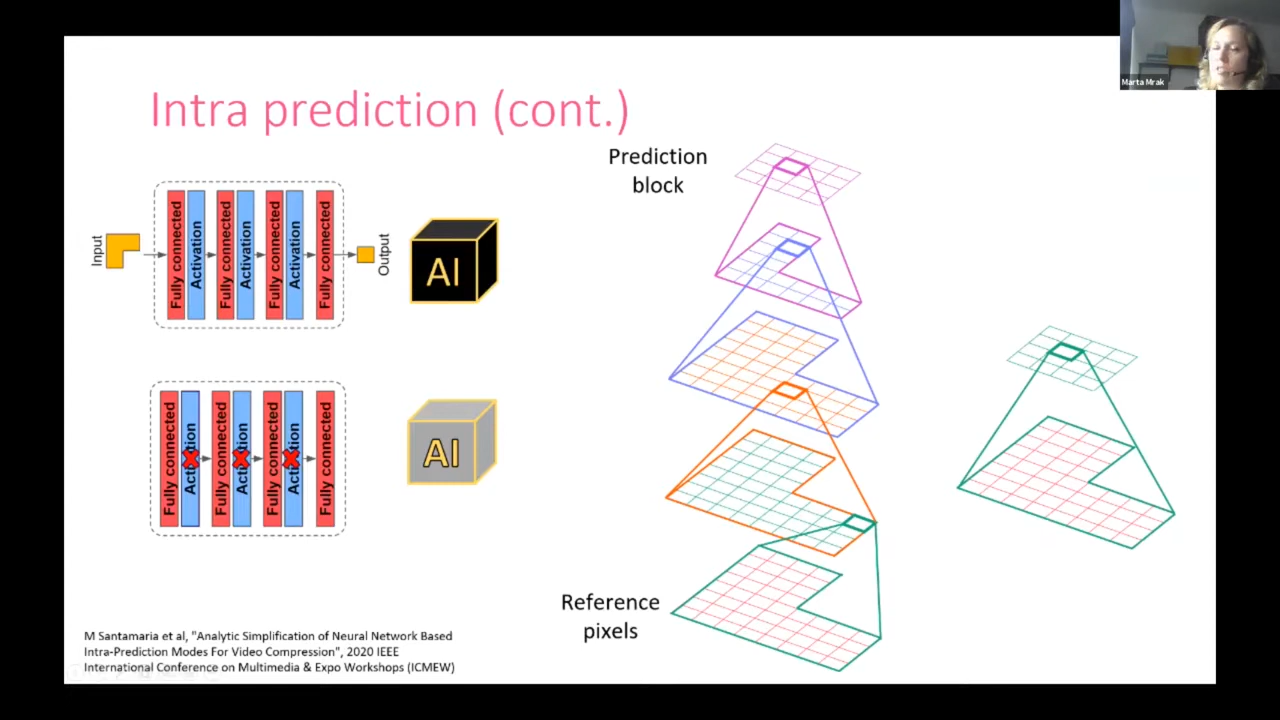 Marta Mrak
Intra prediction (cont.)
Prediction
block
Input
Fully connected
Activation
Fully connected
Activation
Fully connected
Activation
Fully connected
Output
AI
Fully connected
Activation
Fully connected
Activation
Fully connected
Activation
Fully connected
AI
Reference
pixels
M Santamaria et al, "Analytic Simplification of Neural Network Based
Intra-Prediction Modes For Video Compression", 2020 IEEE
International Conference on Multimedia & Expo Workshops (ICMEW)